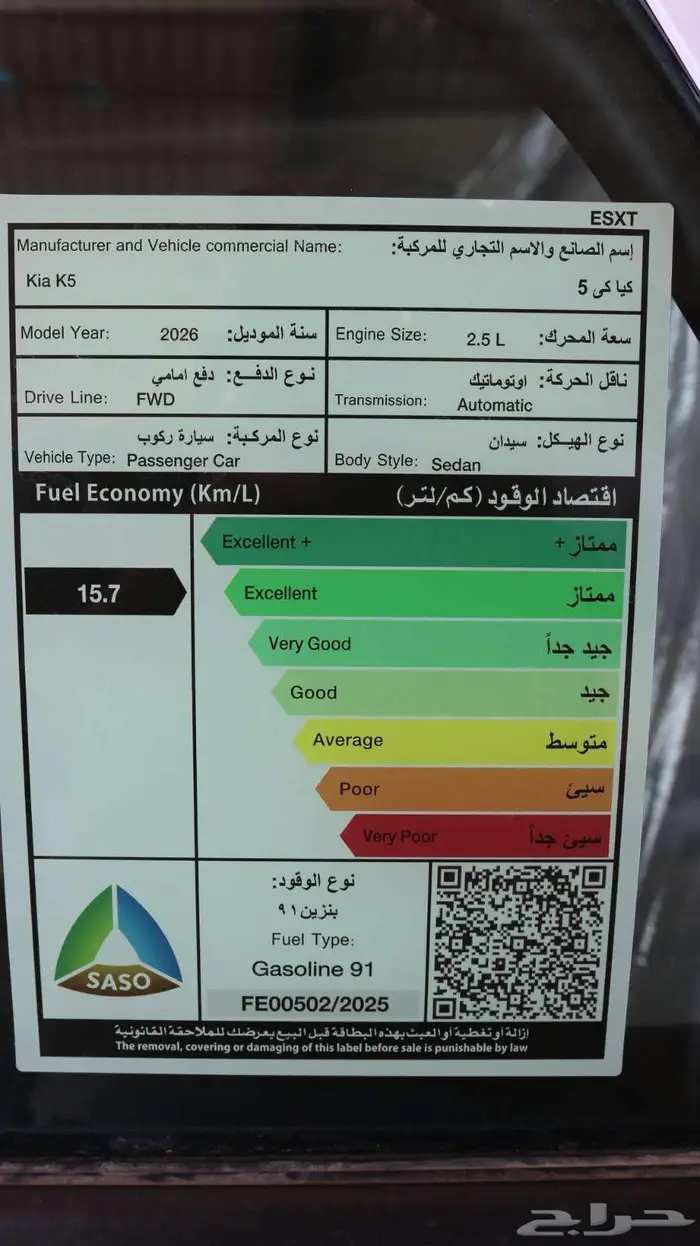 ESXT
Manufacturer and Vehicle commercial Name: إسم الصانع والاسم التجاري للمركبة:
Kia K5 كيا كى 5
Model Year: 2026 سنة الموديل: Engine Size: 2.5 L سعة المحرك:
نوع الدفـع: دفع امامي ناقل الحركة: اوتوماتيك
Drive Line: FWD Transmission: Automatic
نوع المركـبة: سيارة ركوب نوع الهيـكل: سيدان
Vehicle Type: Passenger Car Body Style: Sedan
Fuel Economy (Km/L) اقتصاد الوقود (كم/لتر)
Excellent + ممتاز +
15.7 Excellent ممتاز
Very Good جيد جداً
Good جيد
Average متوسط
Poor سيئ
Very Poor سيئ جداً
نوع الوقود:
بنزين ٩١
Fuel Type:
Gasoline 91
SASO
FE00502/2025
إزالة أو تغطية أو العبث بهذه البطاقة قبل البيع يعرضك للملاحقة القانونية
The removal, covering or damaging of this label before sale is punishable by law
حراج